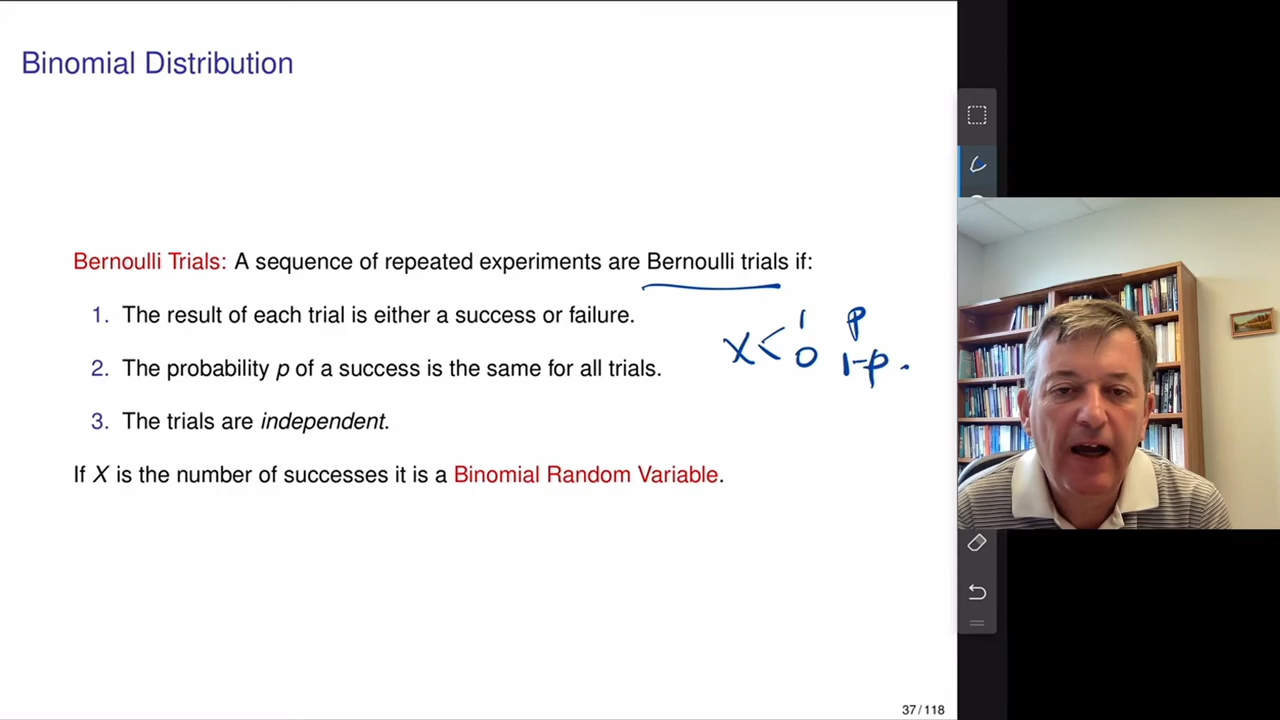 Binomial Distribution
Bernoulli Trials: A sequence of repeated experiments are Bernoulli trials if:
1. The result of each trial is either a success or failure.
X < 1 p
0 1-p.
2. The probability p of a success is the same for all trials.
3. The trials are independent.
If X is the number of successes it is a Binomial Random Variable.
37 / 118